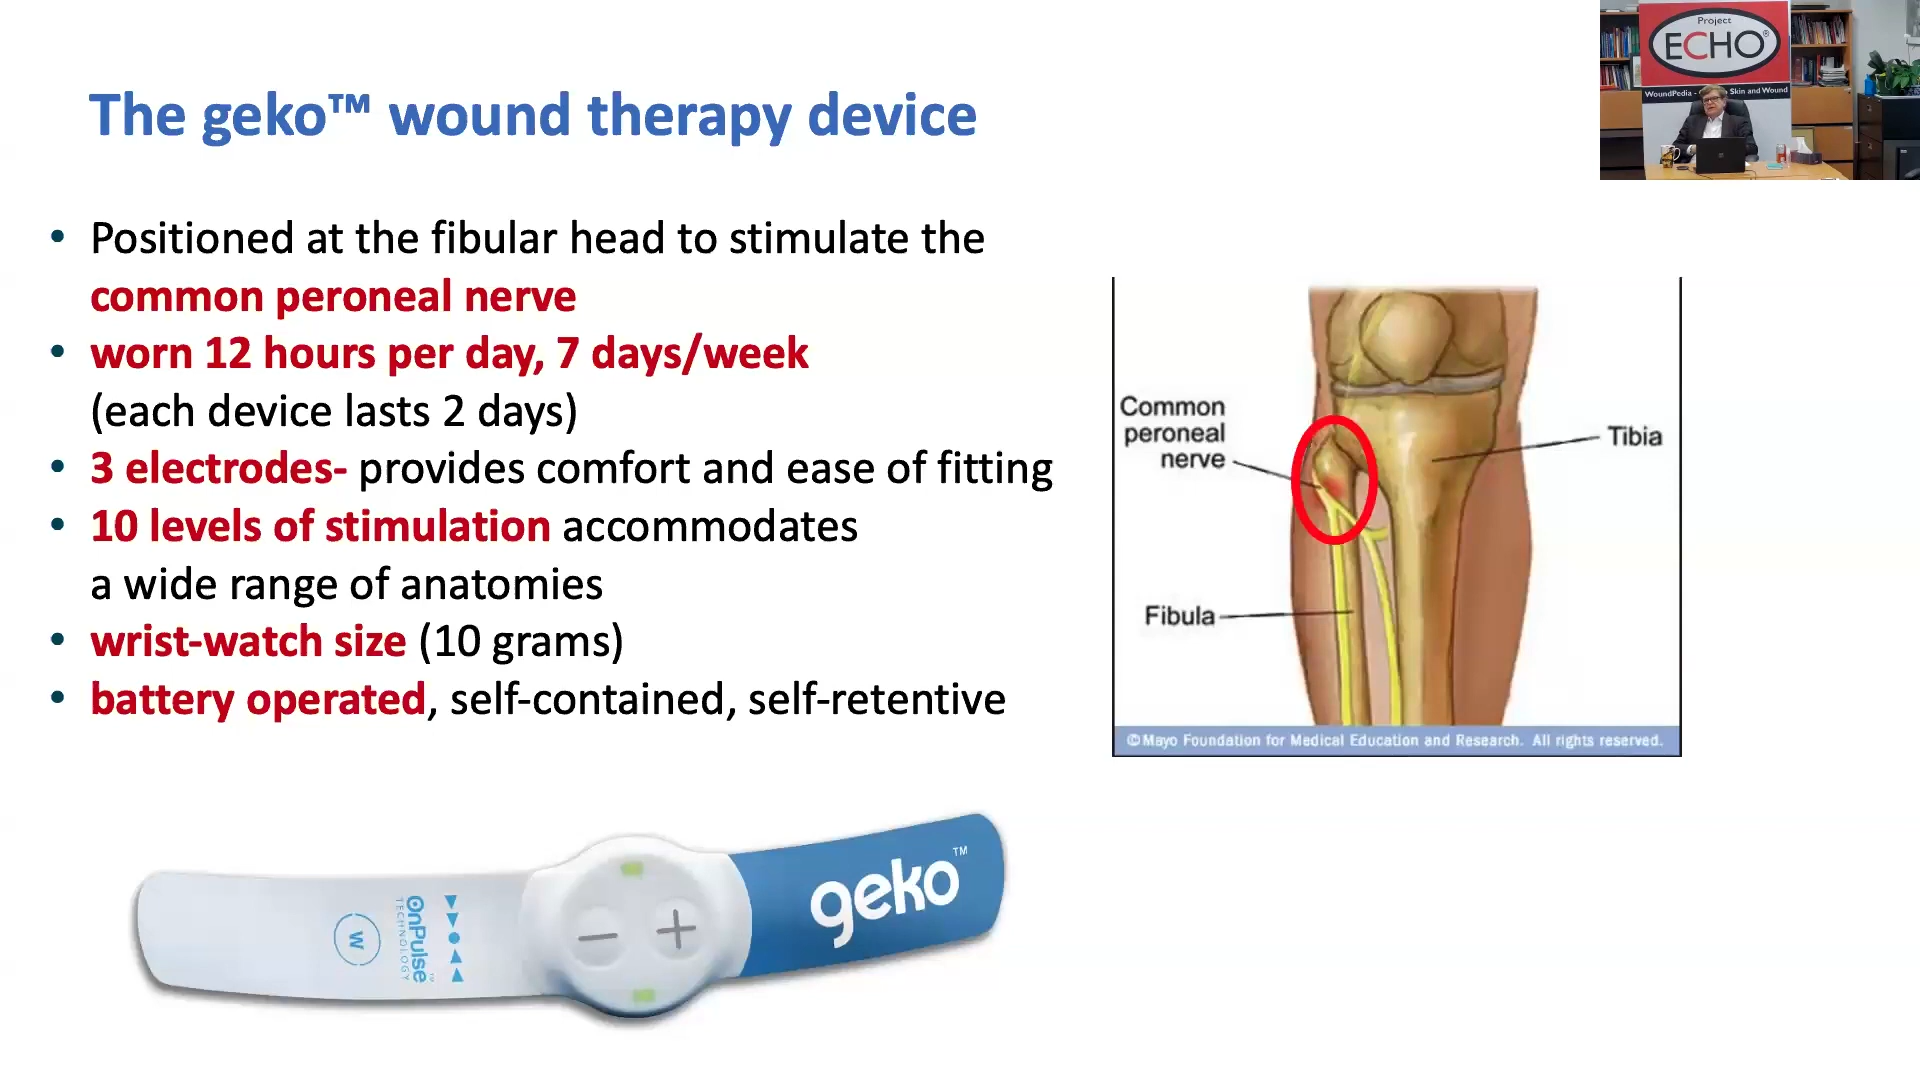 The geko™ wound therapy device
• Positioned at the fibular head to stimulate the
common peroneal nerve
• worn 12 hours per day, 7 days/week
(each device lasts 2 days)
• 3 electrodes- provides comfort and ease of fitting
• 10 levels of stimulation accommodates
a wide range of anatomies
• wrist-watch size (10 grams)
• battery operated, self-contained, self-retentive
Project
ECHO®
WoundPedia -
Skin and Wound
Common
peroneal
nerve
Tibia
Fibula
©Mayo Foundation for Medical Education and Research. All rights reserved.
W
OnPulse™
TECHNOLOGY
geko™